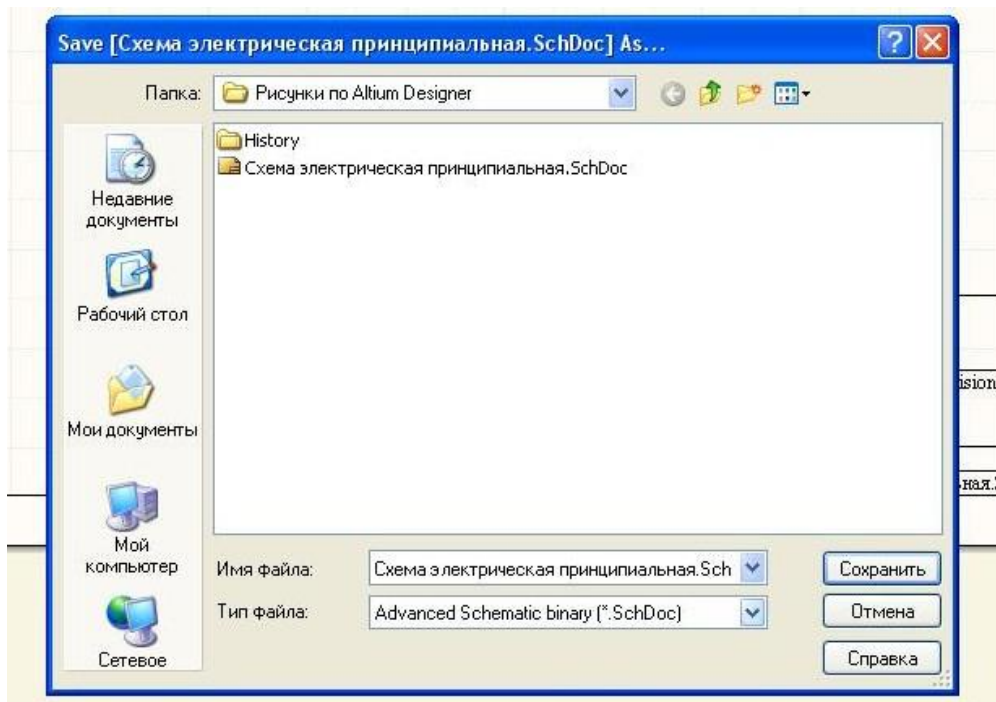 Save [Схема электрическая принципиальная.SchDoc] As...
Папка:
Рисунки по Altium Designer
History
Схема электрическая принципиальная.SchDoc
Недавние
документы
Рабочий стол
Мои документы
Мой
компьютер
Сетевое
Имя файла:
Схема электрическая принципиальная.Sch
Сохранить
Тип файла:
Advanced Schematic binary (*.SchDoc)
Отмена
Справка
ision
ная.